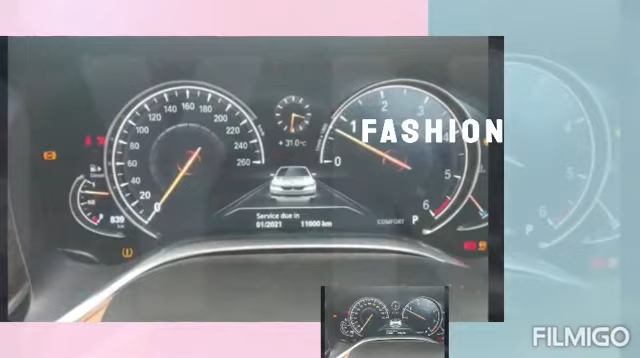 120 140 160 180 200 220 240 260
100
80
60
40
20
0
1 2 3 4 5 6
0
+ 31.0°C
FASHION
839
km
Service due in
01/2021 11000 km
COMFORT P
FILMIGO